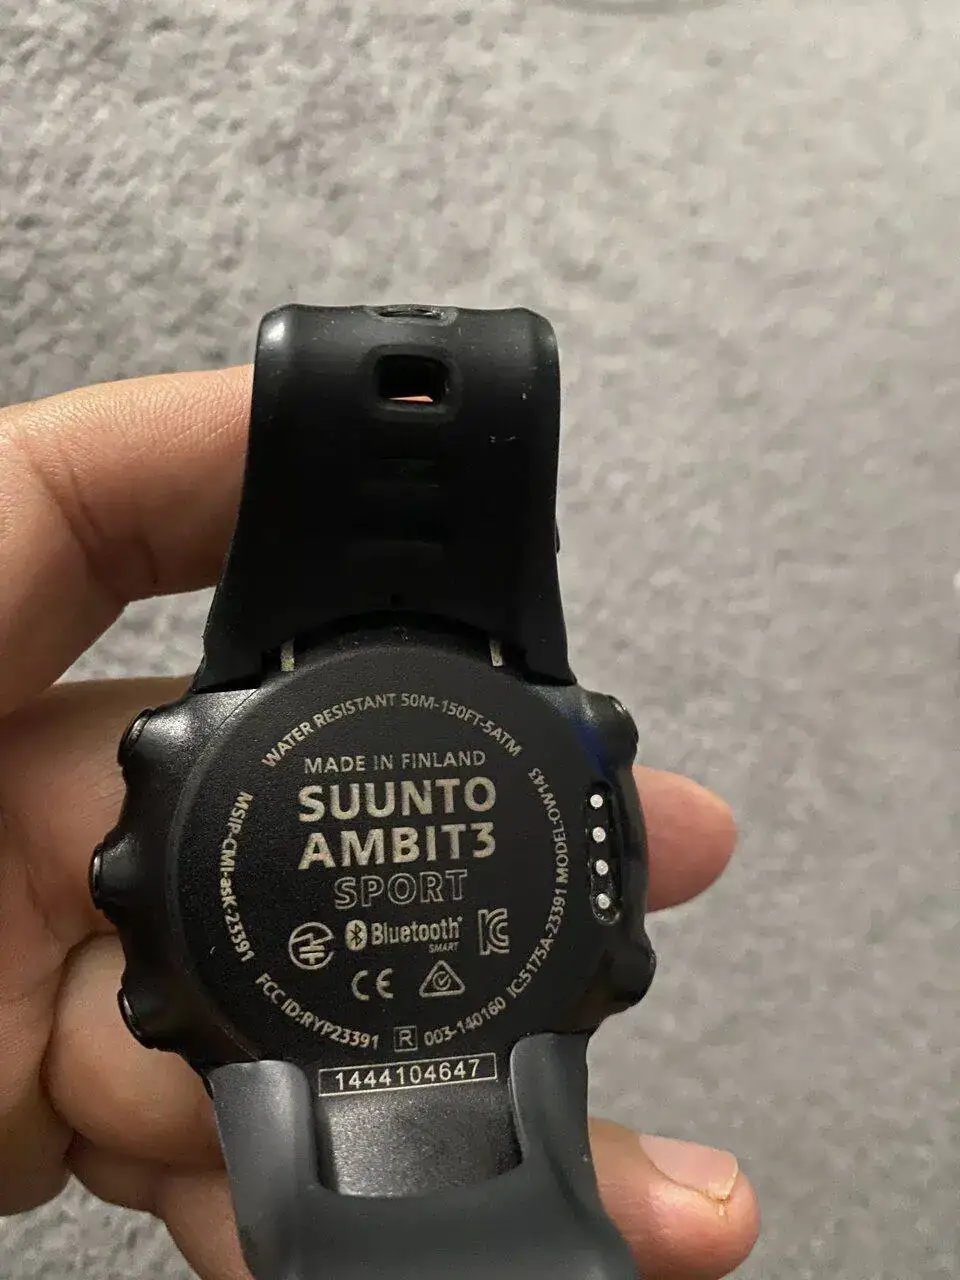 WATER RESISTANT 50M-150FT-5ATM
MADE IN FINLAND
SUUNTO
AMBIT3
SPORT
Bluetooth®
SMART
CE
R 003-140160
MSIP-CMI-asK-23391
FCC ID:RYP23391
IC:5175A-23391 MODEL:OW143
1444104647